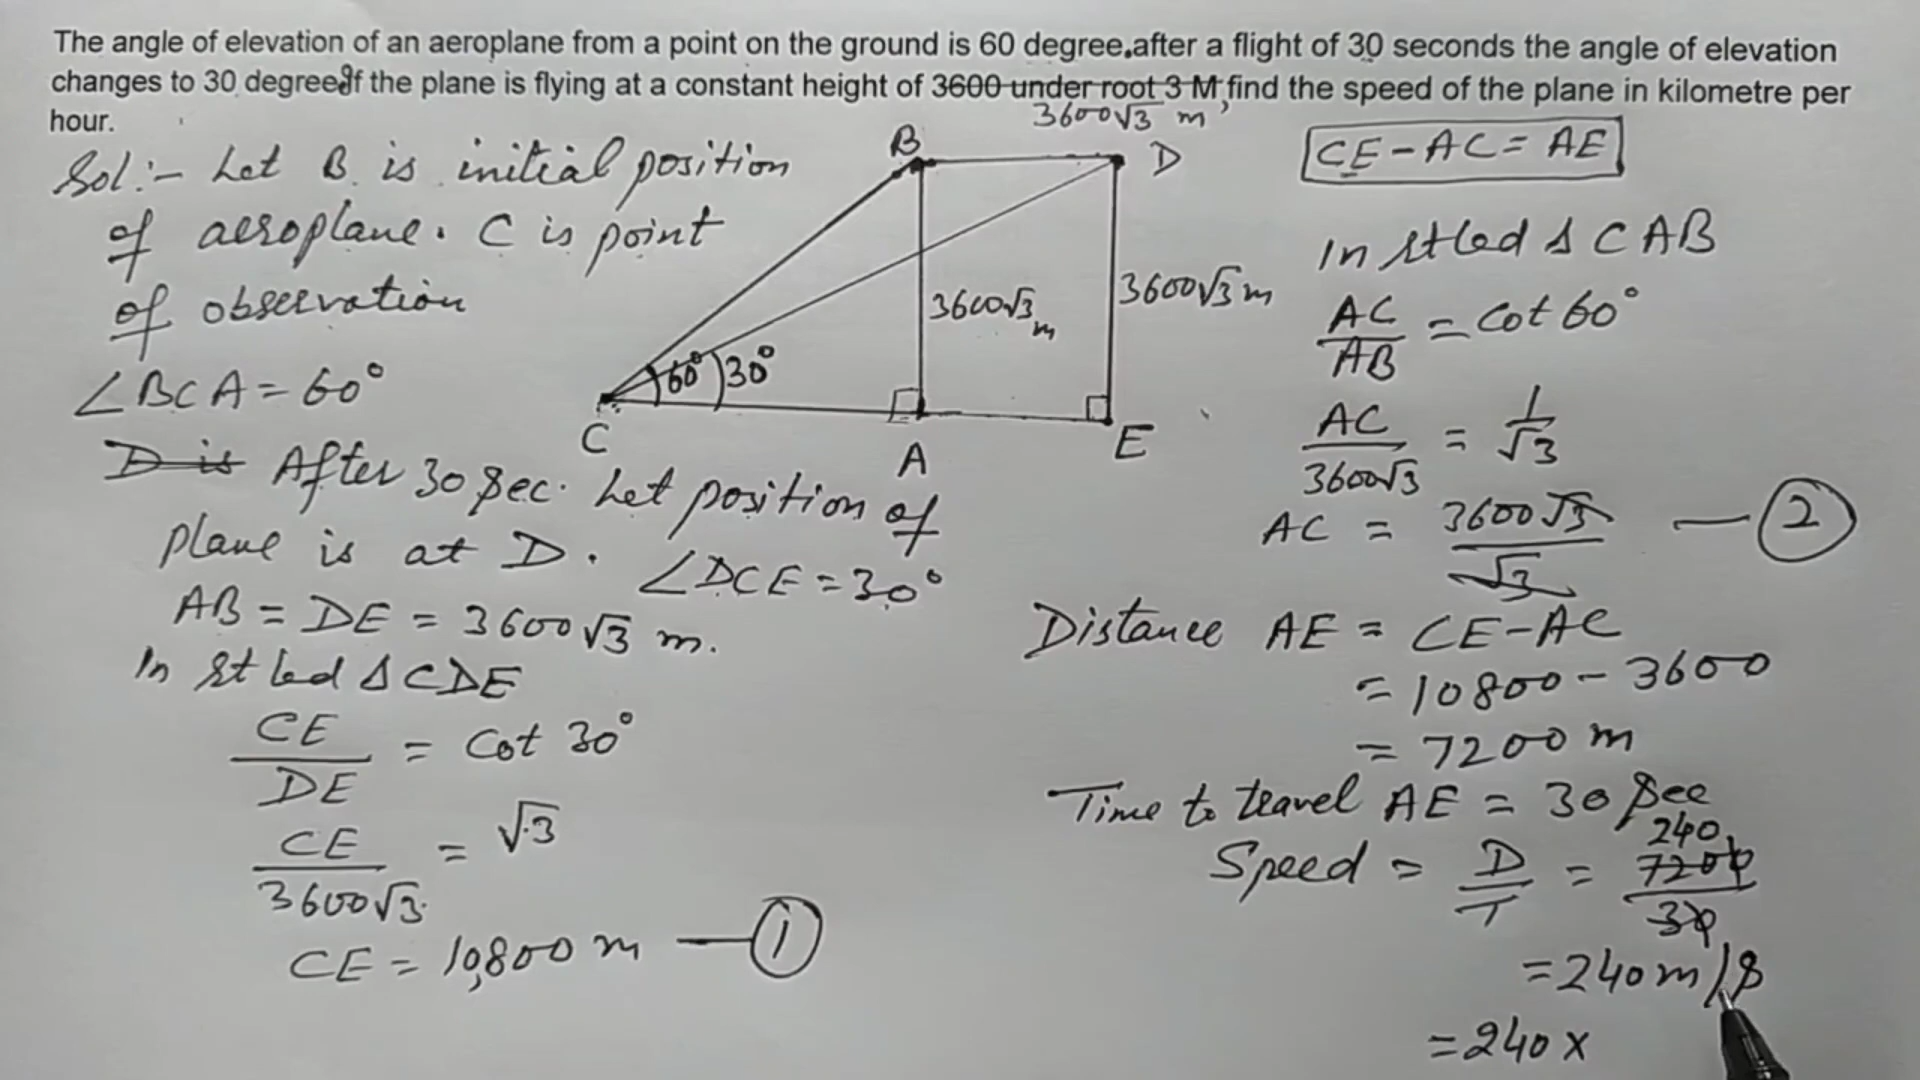 The angle of elevation of an aeroplane from a point on the ground is 60 degree.after a flight of 30 seconds the angle of elevation
changes to 30 degree If the plane is flying at a constant height of 3600 under root 3 M find the speed of the plane in kilometre per
hour.
3600√3 m,
Sol:- Let B is initial position
of aeroplane. C is point
of observation
∠BCA = 60°
D is After 30 sec. Let position of
plane is at D. ∠DCE = 30°
AB = DE = 3600√3 m.
In rt led Δ CDE
CE/DE = Cot 30°
CE/3600√3 = √3
CE = 10,800 m — 1
B
D
3600√3 m
3600√3 m
60° 30°
C
A
E
CE - AC = AE
In rt led Δ CAB
AC/AB = Cot 60°
AC/3600√3 = 1/√3
AC = 3600√3/√3 — 2
Distance AE = CE - AC
= 10800 - 3600
= 7200 m
Time to travel AE = 30 Sec
240
Speed = D/T = 7200/30
= 240 m/s
= 240 x